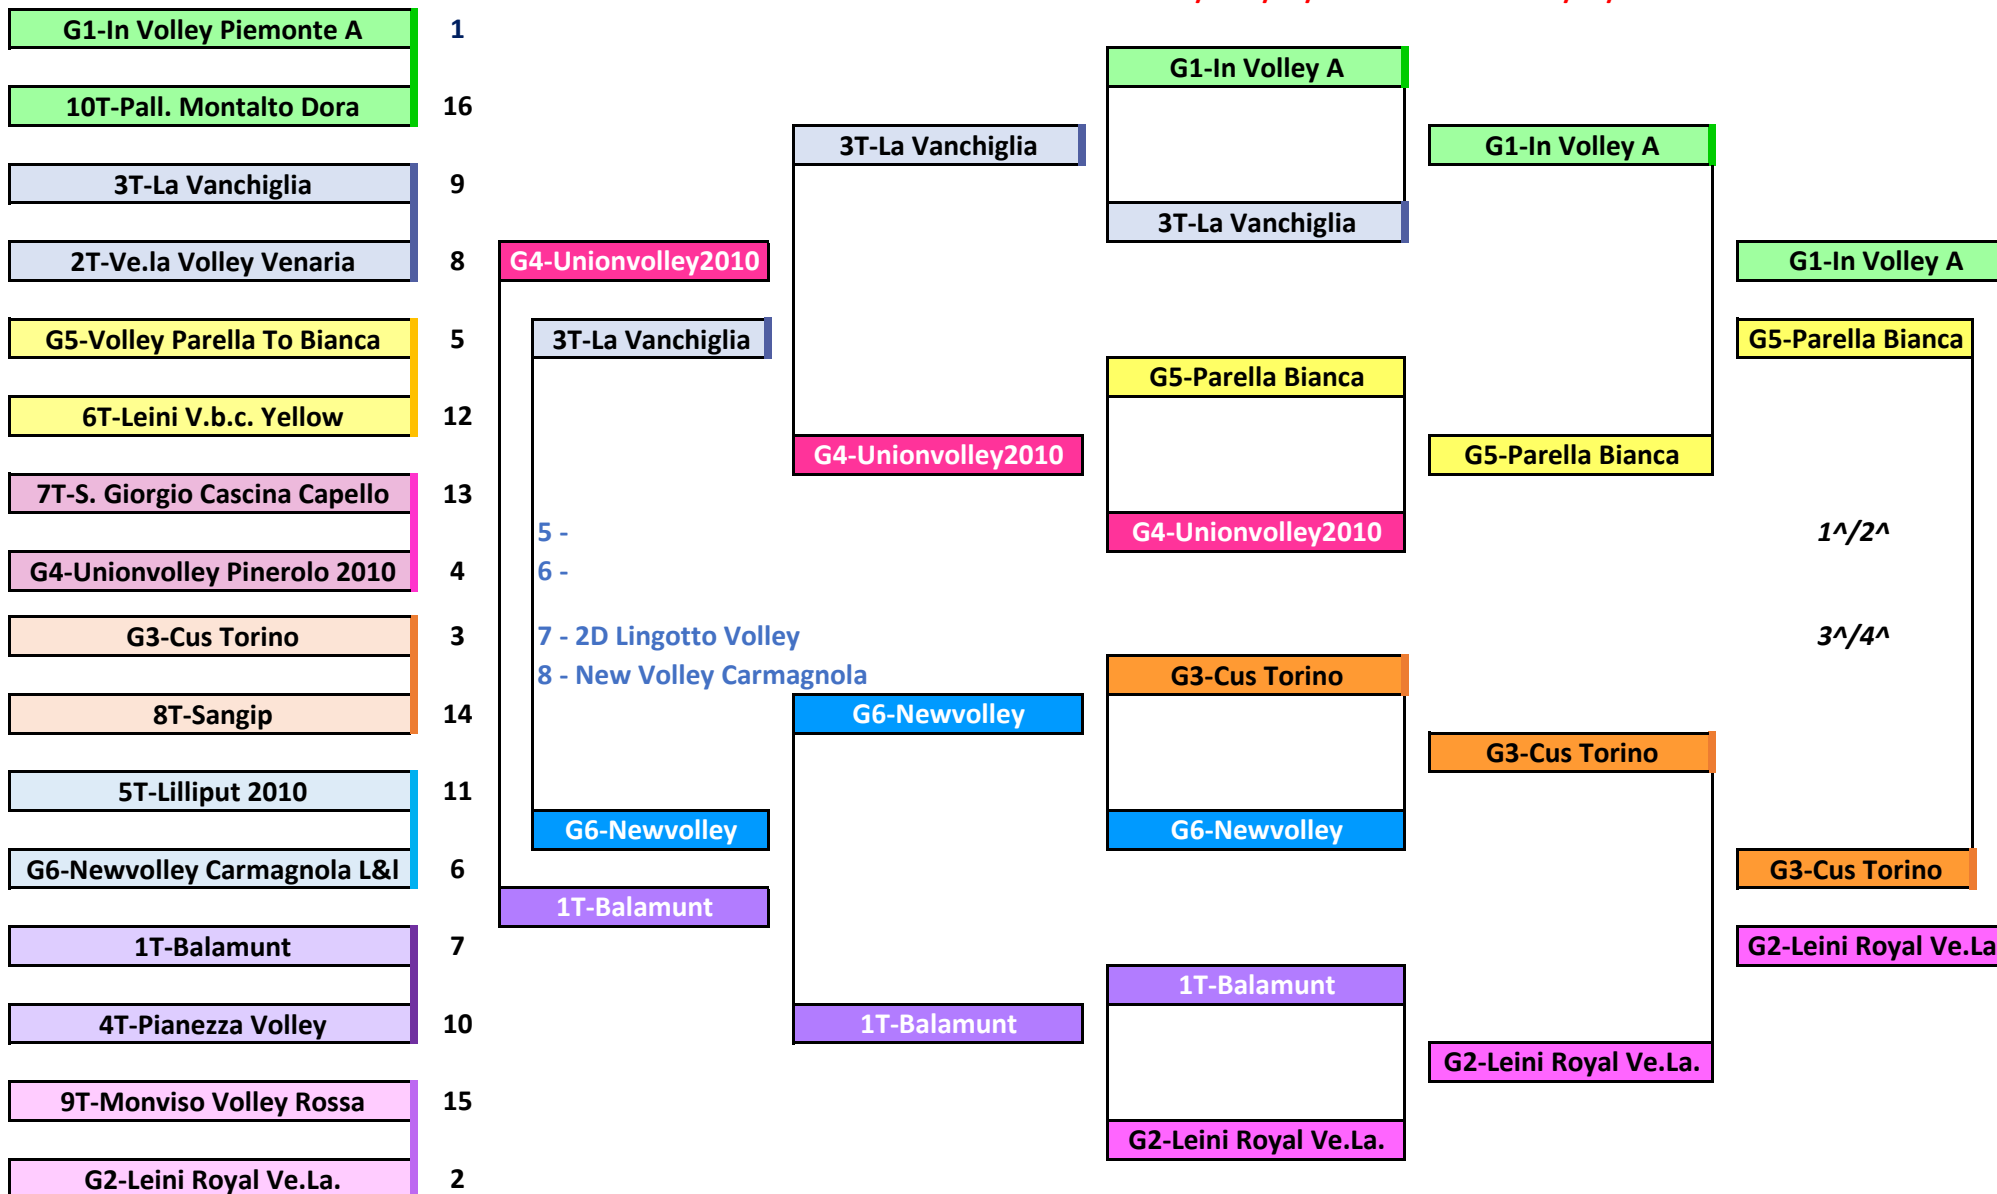 G1-In Volley Piemonte A 1
G1-In Volley A
10T-Pall. Montalto Dora 16
3T-La Vanchiglia
G1-In Volley A
3T-La Vanchiglia 9
3T-La Vanchiglia
2T-Ve.la Volley Venaria 8
G4-Unionvolley2010
G1-In Volley A
G5-Volley Parella To Bianca 5
3T-La Vanchiglia
G5-Parella Bianca
G5-Parella Bianca
6T-Leini V.b.c. Yellow 12
G4-Unionvolley2010
G5-Parella Bianca
7T-S. Giorgio Cascina Capello 13
5 -
G4-Unionvolley2010
1^/2^
G4-Unionvolley Pinerolo 2010 4
6 -
G3-Cus Torino 3
7 - 2D Lingotto Volley
3^/4^
8 - New Volley Carmagnola
G3-Cus Torino
8T-Sangip 14
G6-Newvolley
G3-Cus Torino
5T-Lilliput 2010 11
G6-Newvolley
G6-Newvolley
G6-Newvolley Carmagnola L&l 6
G3-Cus Torino
1T-Balamunt
1T-Balamunt 7
G2-Leini Royal Ve.La
1T-Balamunt
4T-Pianezza Volley 10
1T-Balamunt
G2-Leini Royal Ve.La.
9T-Monviso Volley Rossa 15
G2-Leini Royal Ve.La.
G2-Leini Royal Ve.La. 2